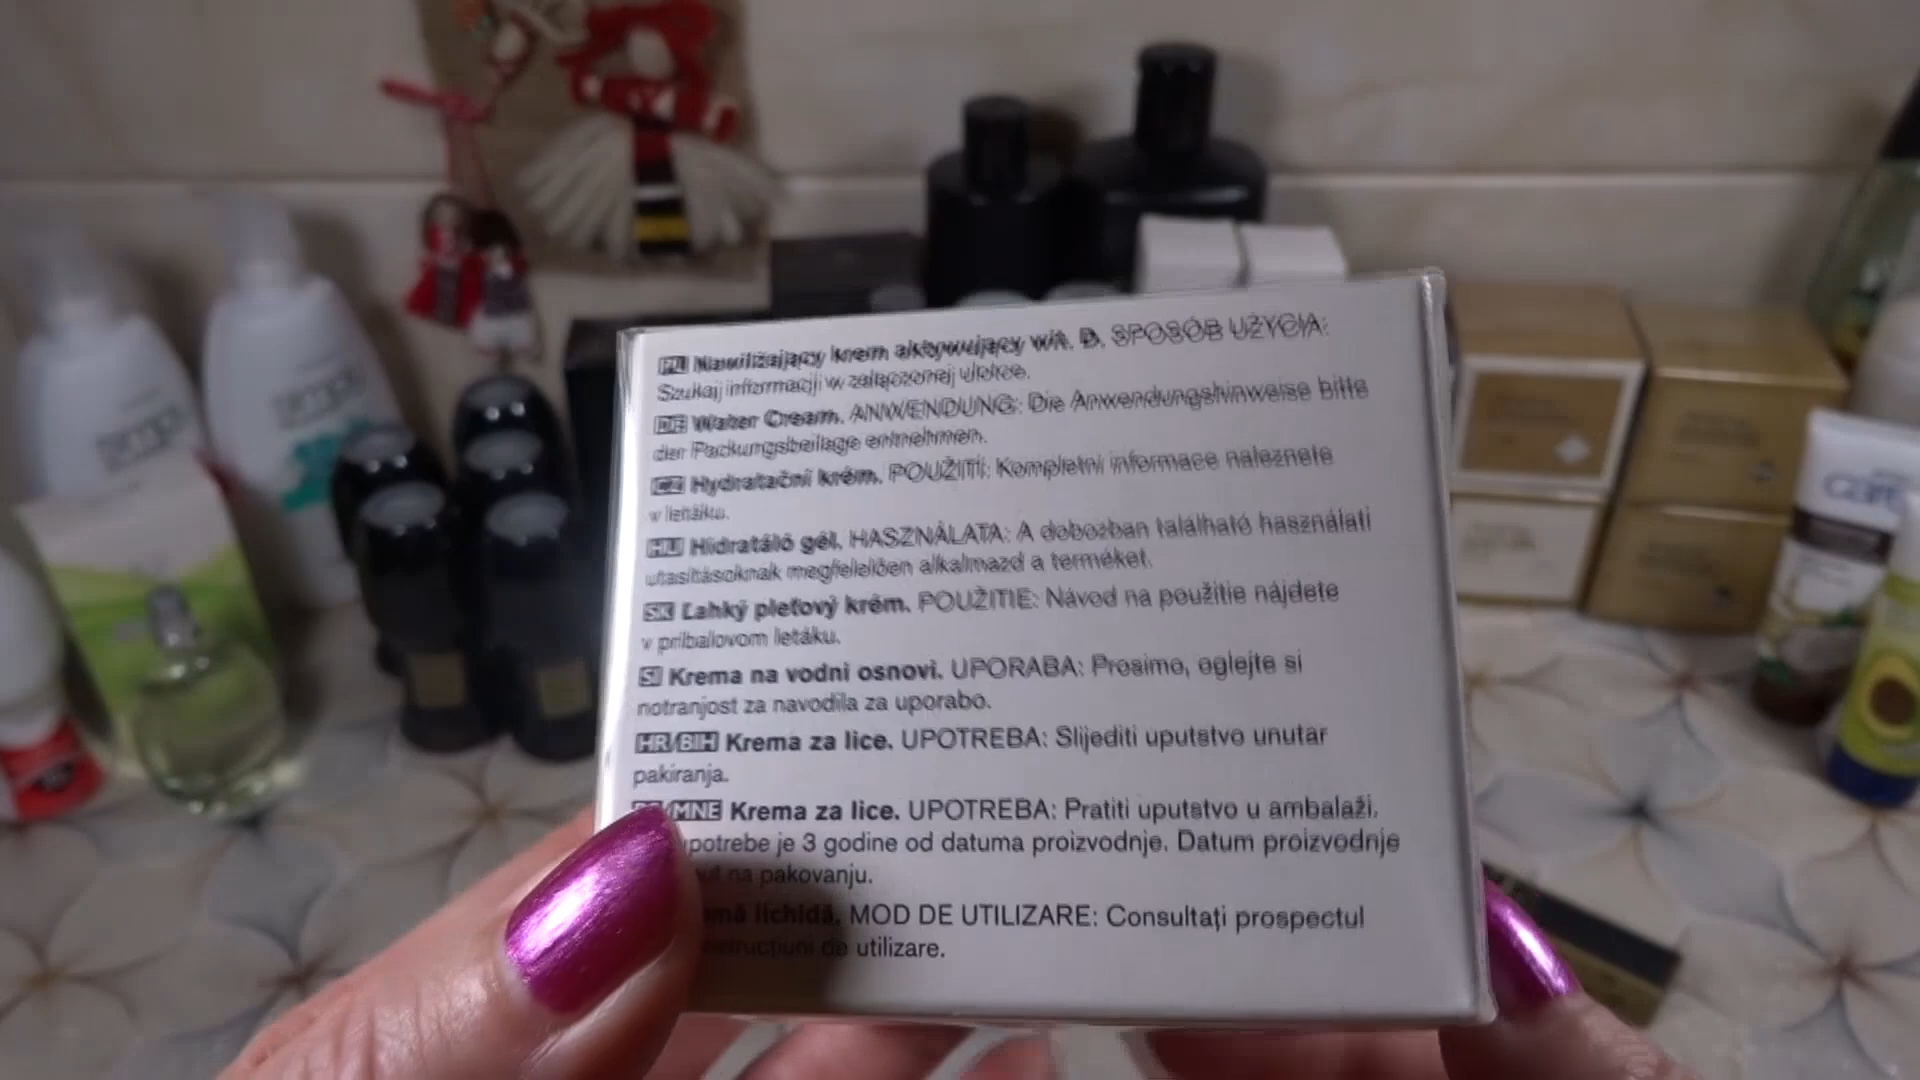 PL Nawilżający krem aktywujący wit. D. SPOSÓB UŻYCIA:
Szukaj informacji w załączonej ulotce.
DE Water Cream. ANWENDUNG: Die Anwendungshinweise bitte
der Packungsbeilage entnehmen.
CZ Hydratační krém. POUŽITÍ: Kompletní informace naleznete
v letáku.
HU Hidratáló gél. HASZNÁLATA: A dobozban található használati
utasításoknak megfelelően alkalmazd a terméket.
SK Ľahký pleťový krém. POUŽITIE: Návod na použitie nájdete
v príbalovom letáku.
SI Krema na vodni osnovi. UPORABA: Prosimo, oglejte si
notranjost za navodila za uporabo.
HR/BIH Krema za lice. UPOTREBA: Slijediti uputstvo unutar
pakiranja.
/MNE Krema za lice. UPOTREBA: Pratiti uputstvo u ambalaži.
potrebe je 3 godine od datuma proizvodnje. Datum proizvodnje
na pakovanju.
lichidă. MOD DE UTILIZARE: Consultați prospectul
de utilizare.
care